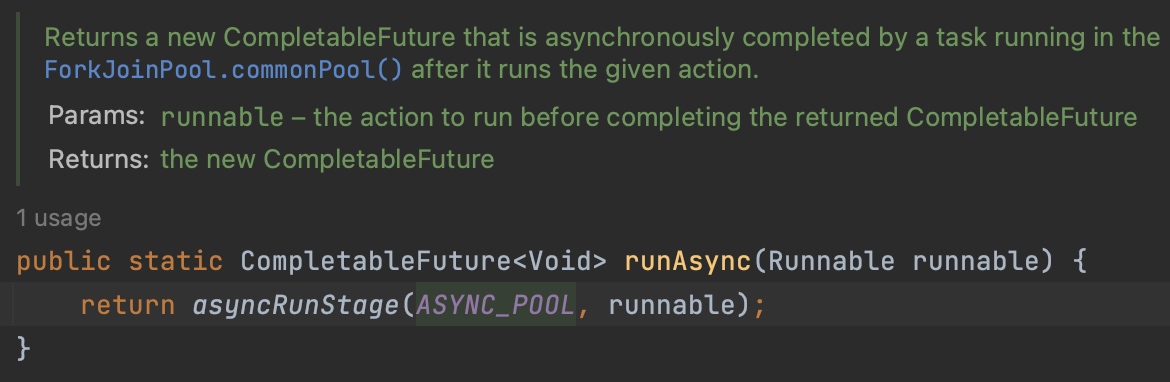 Returns a new CompletableFuture that is asynchronously completed by a task running in the
ForkJoinPool.commonPool() after it runs the given action.
Params: runnable – the action to run before completing the returned CompletableFuture
Returns: the new CompletableFuture
1 usage
public static CompletableFuture<Void> runAsync(Runnable runnable) {
    return asyncRunStage(ASYNC_POOL, runnable);
}